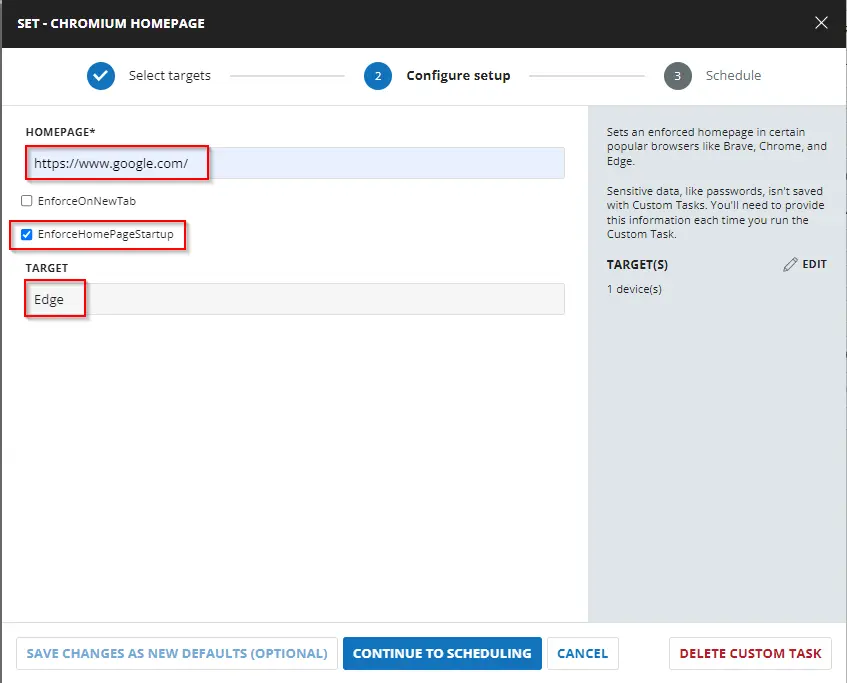 SET - CHROMIUM HOMEPAGE
Select targets
2
Configure setup
3
Schedule
HOMEPAGE*
https://www.google.com/
EnforceOnNewTab
EnforceHomePageStartup
TARGET
Edge
Sets an enforced homepage in certain
popular browsers like Brave, Chrome, and
Edge.
Sensitive data, like passwords, isn't saved
with Custom Tasks. You'll need to provide
this information each time you run the
Custom Task.
TARGET(S)
EDIT
1 device(s)
SAVE CHANGES AS NEW DEFAULTS (OPTIONAL)
CONTINUE TO SCHEDULING
CANCEL
DELETE CUSTOM TASK